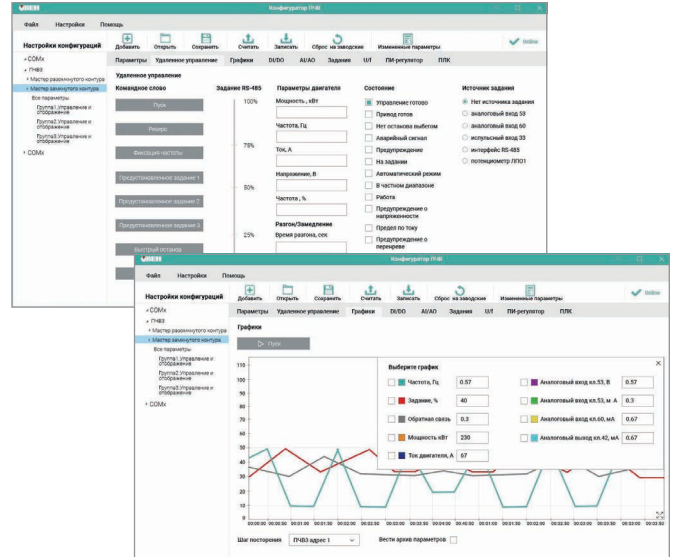 Конфигуратор ПЧВ
Файл Настройки Помощь
Настройки конфигураций
Добавить Открыть Сохранить Считать Записать Сброс на заводские Измененные параметры Online
Параметры Удаленное управление Графики DI/DO AI/AO Задания U/f ПИ-регулятор ПЛК
COMx
ПЧВ3
Мастер разомкнутого контура
Мастер замкнутого контура
Все параметры
Группа1.Управление и
отображение
Группа2.Управление и
отображение
Группа3.Управление и
отображение
COMx
Удаленное управление
Командное слово Задание RS-485 Параметры двигателя Состояние Источник задания
Пуск
Реверс
Фиксация частоты
Предустановленное задание 1
Предустановленное задание 2
Предустановленное задание 3
Быстрый останов
100%
75%
50%
25%
Мощность , кВт
Частота, Гц
Ток, А
Напряжение, В
Частота , %
Разгон/Замедление
Время разгона, сек
Управление готово
Привод готов
Нет останова выбегом
Аварийный сигнал
Предупреждение
На задании
Автоматический режим
В частном диапазоне
Работа
Предупреждение о
напряженности
Предел по току
Предупреждение о
перенреве
Нет источника задания
аналоговый вход 53
аналоговый вход 60
испульсный вход 33
интерфейс RS-485
потенциометр ЛПО1
Конфигуратор ПЧВ
Файл Настройки Помощь
Настройки конфигураций
Добавить Открыть Сохранить Считать Записать Сброс на заводские Измененные параметры Online
Параметры Удаленное управление Графики DI/DO AI/AO Задания U/f ПИ-регулятор ПЛК
COMx
ПЧВ3
Мастер разомкнутого контура
Мастер замкнутого контура
Все параметры
Группа1.Управление и
отображение
Группа2.Управление и
отображение
Группа3.Управление и
отображение
COMx
Графики
Пуск
Выберите график
Частота, Гц 0.57 Аналоговый вход кл.53, В 0.57
Задание, % 40 Аналоговый вход кл.53, м А 0.3
Обратная связь 0.3 Аналоговый вход кл.60, мА 0.67
Мощность кВт 230 Аналоговый выход кл.42, мА 0.67
Ток двигателя, А 67
110
100
90
80
70
60
50
40
30
20
10
0
Шаг посторения ПЧВ3 адрес 1 Вести архив параметров